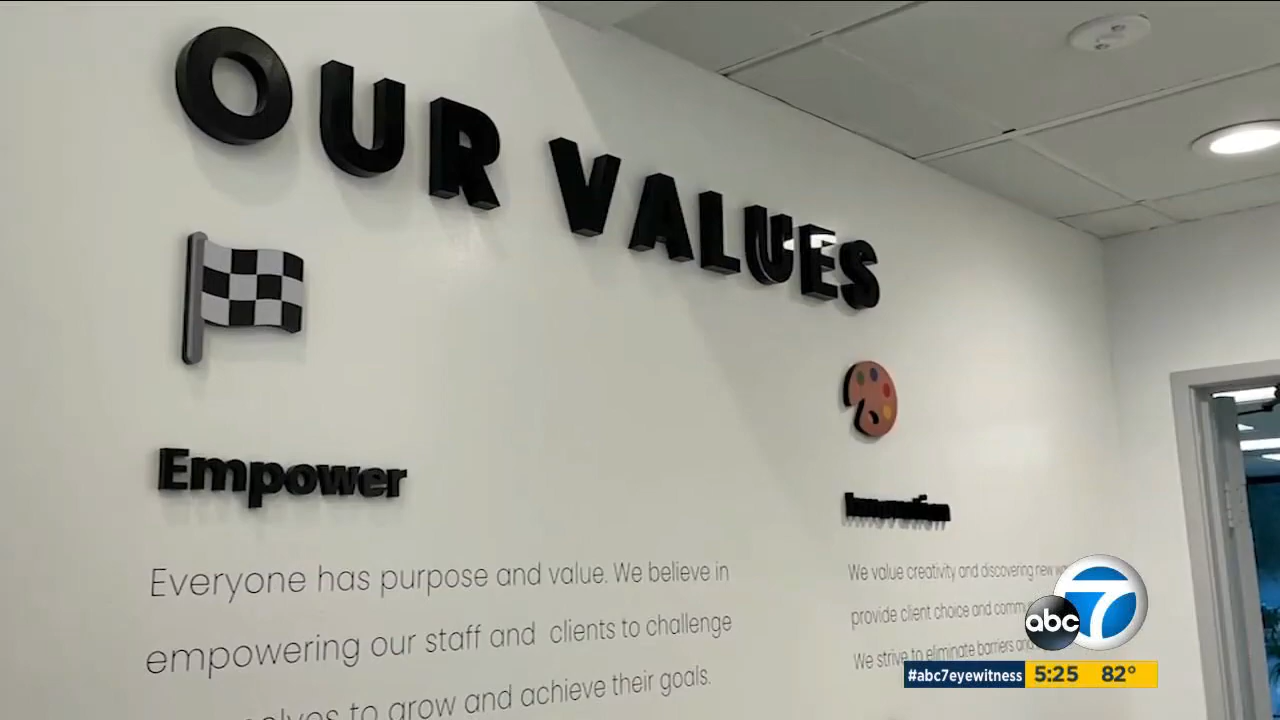 OUR VALUES
Empower
Everyone has purpose and value. We believe in
empowering our staff and clients to challenge
to grow and achieve their goals.
Innovation
We value creativity and discovering new
provide client choice and
We strive to eliminate barriers
abc 7
#abc7eyewitness 5:25 82°